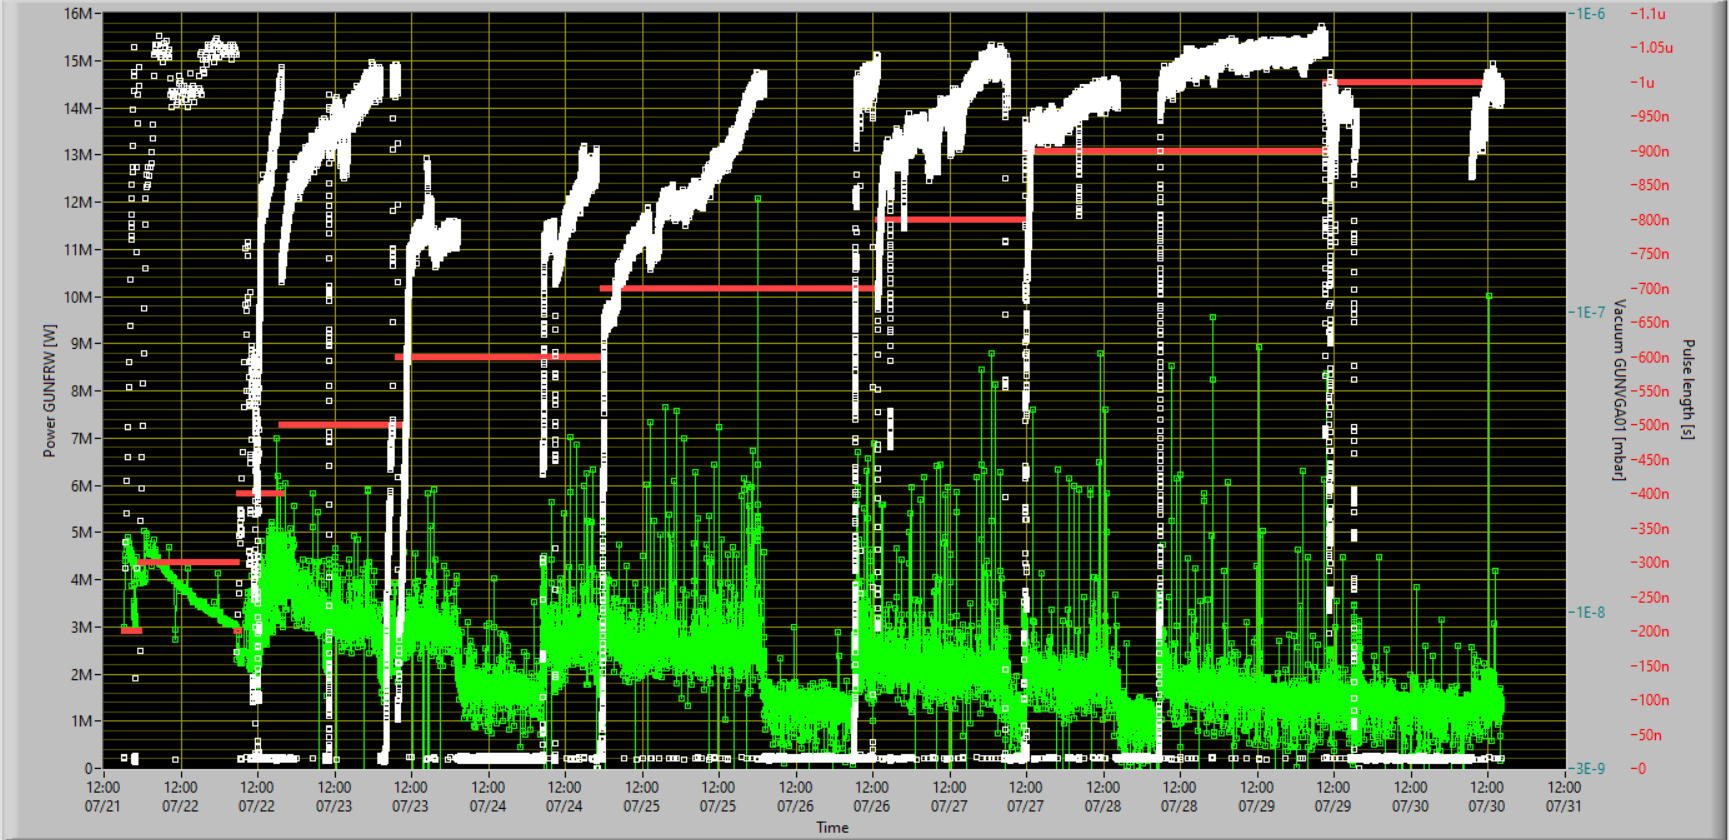 Power GUNFRW [W]
16M
15M
14M
13M
12M
11M
10M
9M
8M
7M
6M
5M
4M
3M
2M
1M
0
1E-6
1E-7
1E-8
3E-9
Vacuum GUNVGA01 [mbar]
1.1u
1.05u
1u
950n
900n
850n
800n
750n
700n
650n
600n
550n
500n
450n
400n
350n
300n
250n
200n
150n
100n
50n
0
Pulse length [s]
12:00 12:00 12:00 12:00 12:00 12:00 12:00 12:00 12:00 12:00 12:00 12:00 12:00 12:00 12:00 12:00 12:00 12:00 12:00 12:00
07/21 07/22 07/22 07/23 07/23 07/24 07/24 07/25 07/25 07/26 07/26 07/27 07/27 07/28 07/28 07/29 07/29 07/30 07/30 07/31
Time